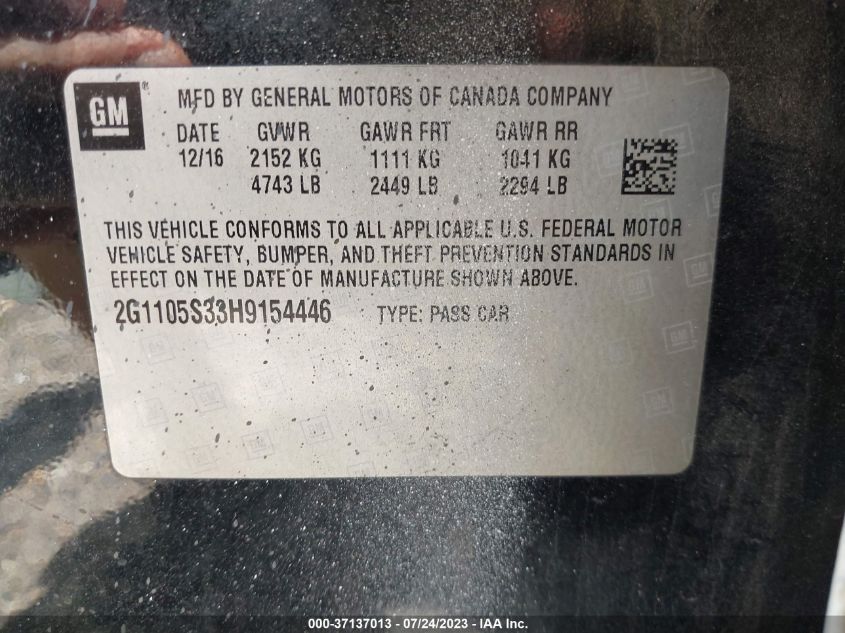 GM ® MFD BY GENERAL MOTORS OF CANADA COMPANY
DATE GVWR GAWR FRT GAWR RR
12/16 2152 KG 1111 KG 1041 KG
4743 LB 2449 LB 2294 LB
THIS VEHICLE CONFORMS TO ALL APPLICABLE U.S. FEDERAL MOTOR
VEHICLE SAFETY, BUMPER, AND THEFT PREVENTION STANDARDS IN
EFFECT ON THE DATE OF MANUFACTURE SHOWN ABOVE.
2G1105S33H9154446 TYPE: PASS CAR
000-37137013 - 07/24/2023 - IAA Inc.